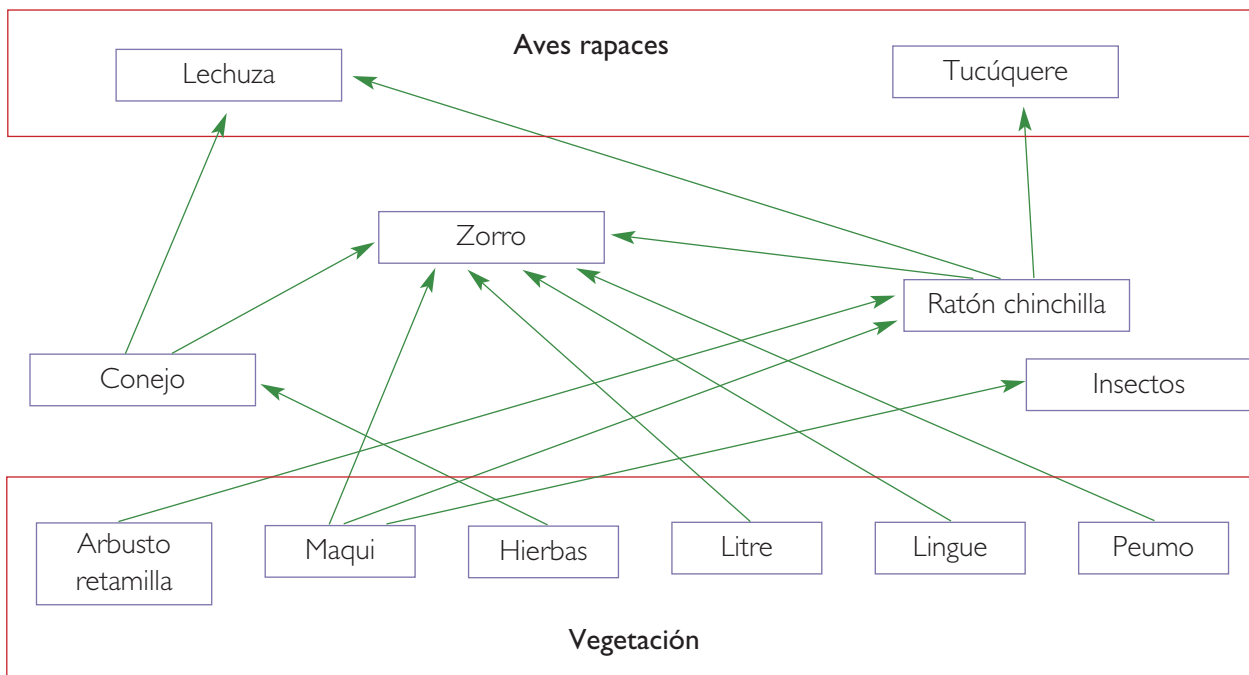 Aves rapaces
Lechuza
Tucúquere
Zorro
Ratón chinchilla
Conejo
Insectos
Arbusto
retamilla
Maqui
Hierbas
Litre
Lingue
Peumo
Vegetación